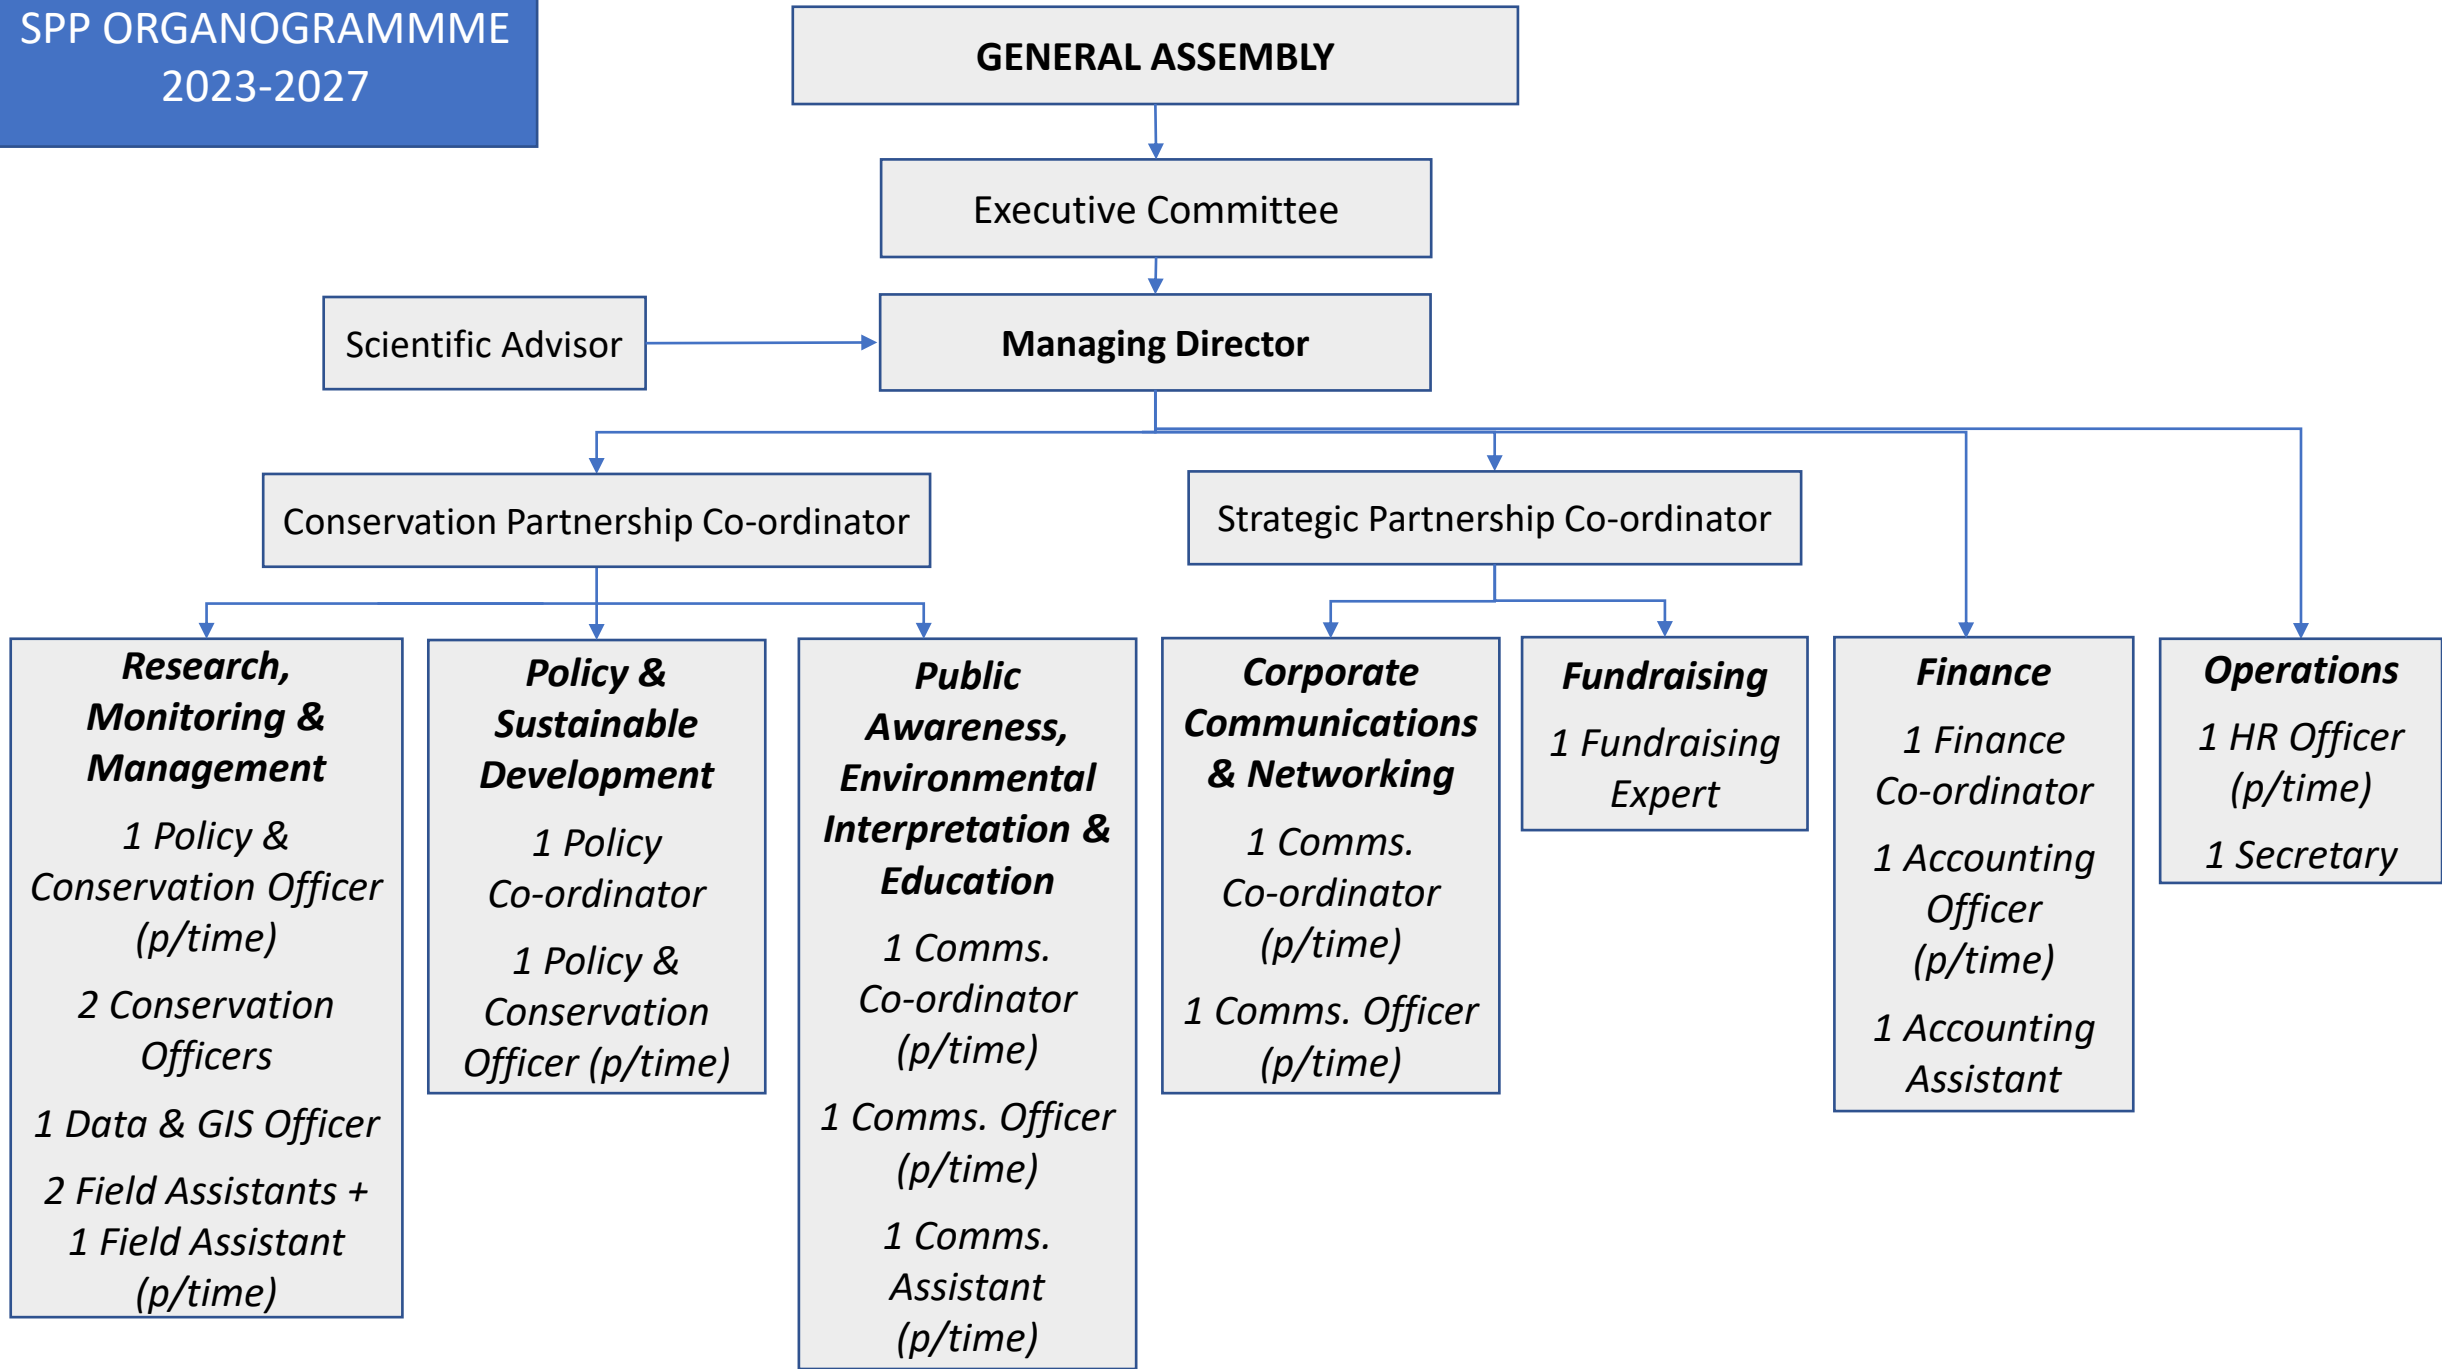 SPP ORGANOGRAMMME
2023-2027
GENERAL ASSEMBLY
Executive Committee
Scientific Advisor
Managing Director
Conservation Partnership Co-ordinator
Strategic Partnership Co-ordinator
Research,
Monitoring &
Management
1 Policy &
Conservation Officer
(p/time)
2 Conservation
Officers
1 Data & GIS Officer
2 Field Assistants +
1 Field Assistant
(p/time)
Policy &
Sustainable
Development
1 Policy
Co-ordinator
1 Policy &
Conservation
Officer (p/time)
Public
Awareness,
Environmental
Interpretation &
Education
1 Comms.
Co-ordinator
(p/time)
1 Comms. Officer
(p/time)
1 Comms.
Assistant
(p/time)
Corporate
Communications
& Networking
1 Comms.
Co-ordinator
(p/time)
1 Comms. Officer
(p/time)
Fundraising
1 Fundraising
Expert
Finance
1 Finance
Co-ordinator
1 Accounting
Officer
(p/time)
1 Accounting
Assistant
Operations
1 HR Officer
(p/time)
1 Secretary